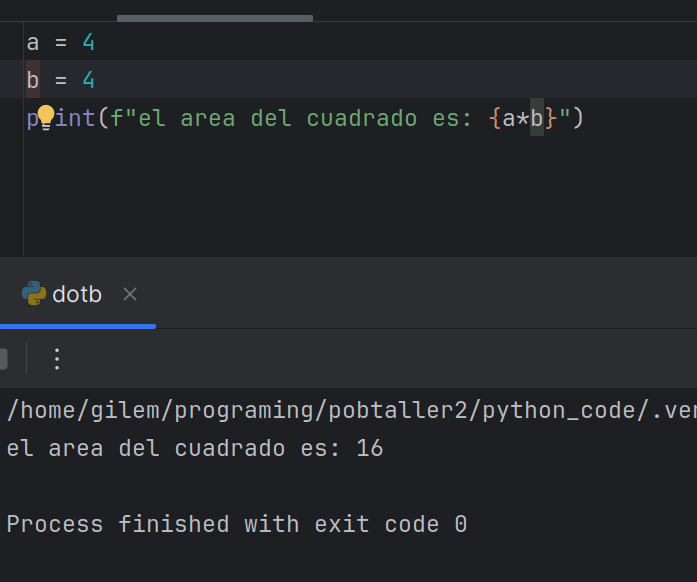 a = 4
b = 4
print(f"el area del cuadrado es: {a*b}")
dotb
/home/gilem/programing/pobtaller2/python_code/
el area del cuadrado es: 16
Process finished with exit code 0